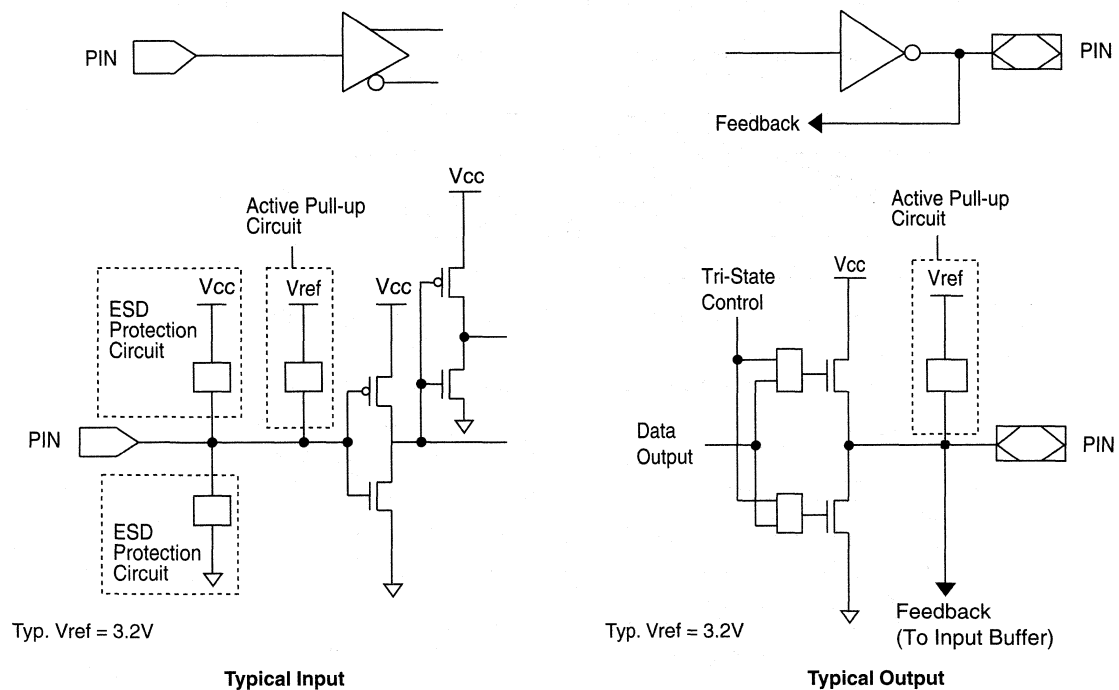 PIN
PIN
Feedback
Vcc
Active Pull-up
Circuit
Active Pull-up
Circuit
ESD
Protection
Circuit
Vcc
Vref
Vcc
Tri-State
Control
Vcc
Vref
PIN
Data
Output
PIN
ESD
Protection
Circuit
Feedback
(To Input Buffer)
Typ. Vref = 3.2V
Typ. Vref = 3.2V
Typical Input
Typical Output